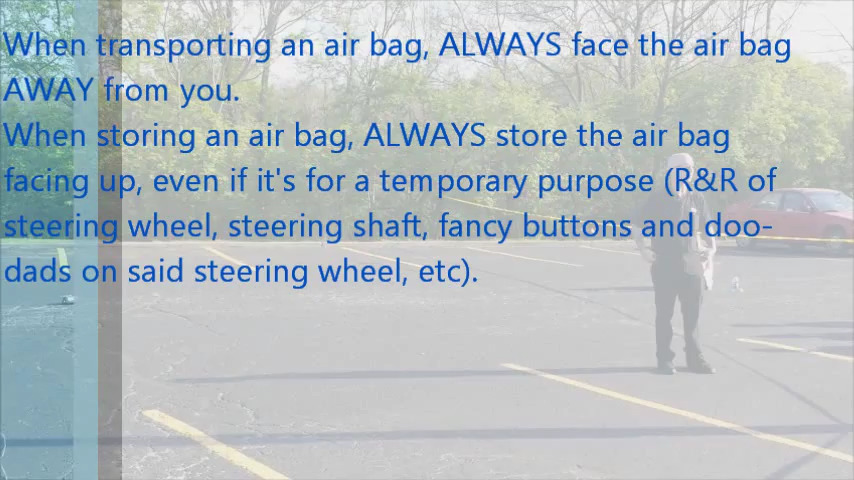 When transporting an air bag, ALWAYS face the air bag
AWAY from you.
When storing an air bag, ALWAYS store the air bag
facing up, even if it's for a temporary purpose (R&R of
steering wheel, steering shaft, fancy buttons and doo-
dads on said steering wheel, etc).